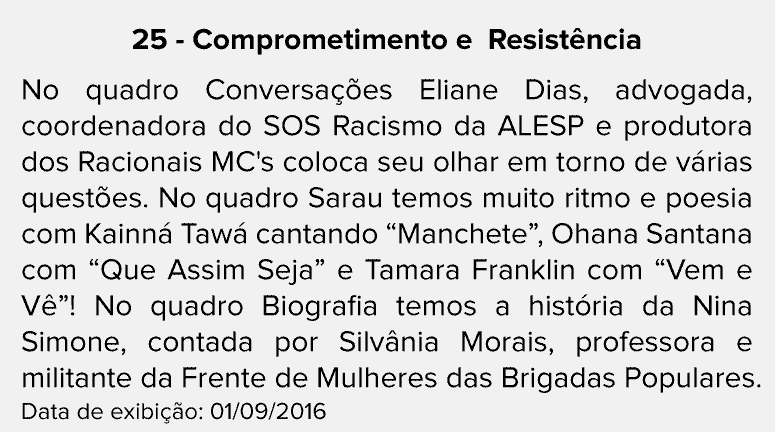 25 - Comprometimento e  Resistência
No quadro Conversações Eliane Dias, advogada,
coordenadora do SOS Racismo da ALESP e produtora
dos Racionais MC's coloca seu olhar em torno de várias
questões. No quadro Sarau temos muito ritmo e poesia
com Kainná Tawá cantando “Manchete”, Ohana Santana
com “Que Assim Seja” e Tamara Franklin com “Vem e
Vê”! No quadro Biografia temos a história da Nina
Simone, contada por Silvânia Morais, professora e
militante da Frente de Mulheres das Brigadas Populares.
Data de exibição: 01/09/2016